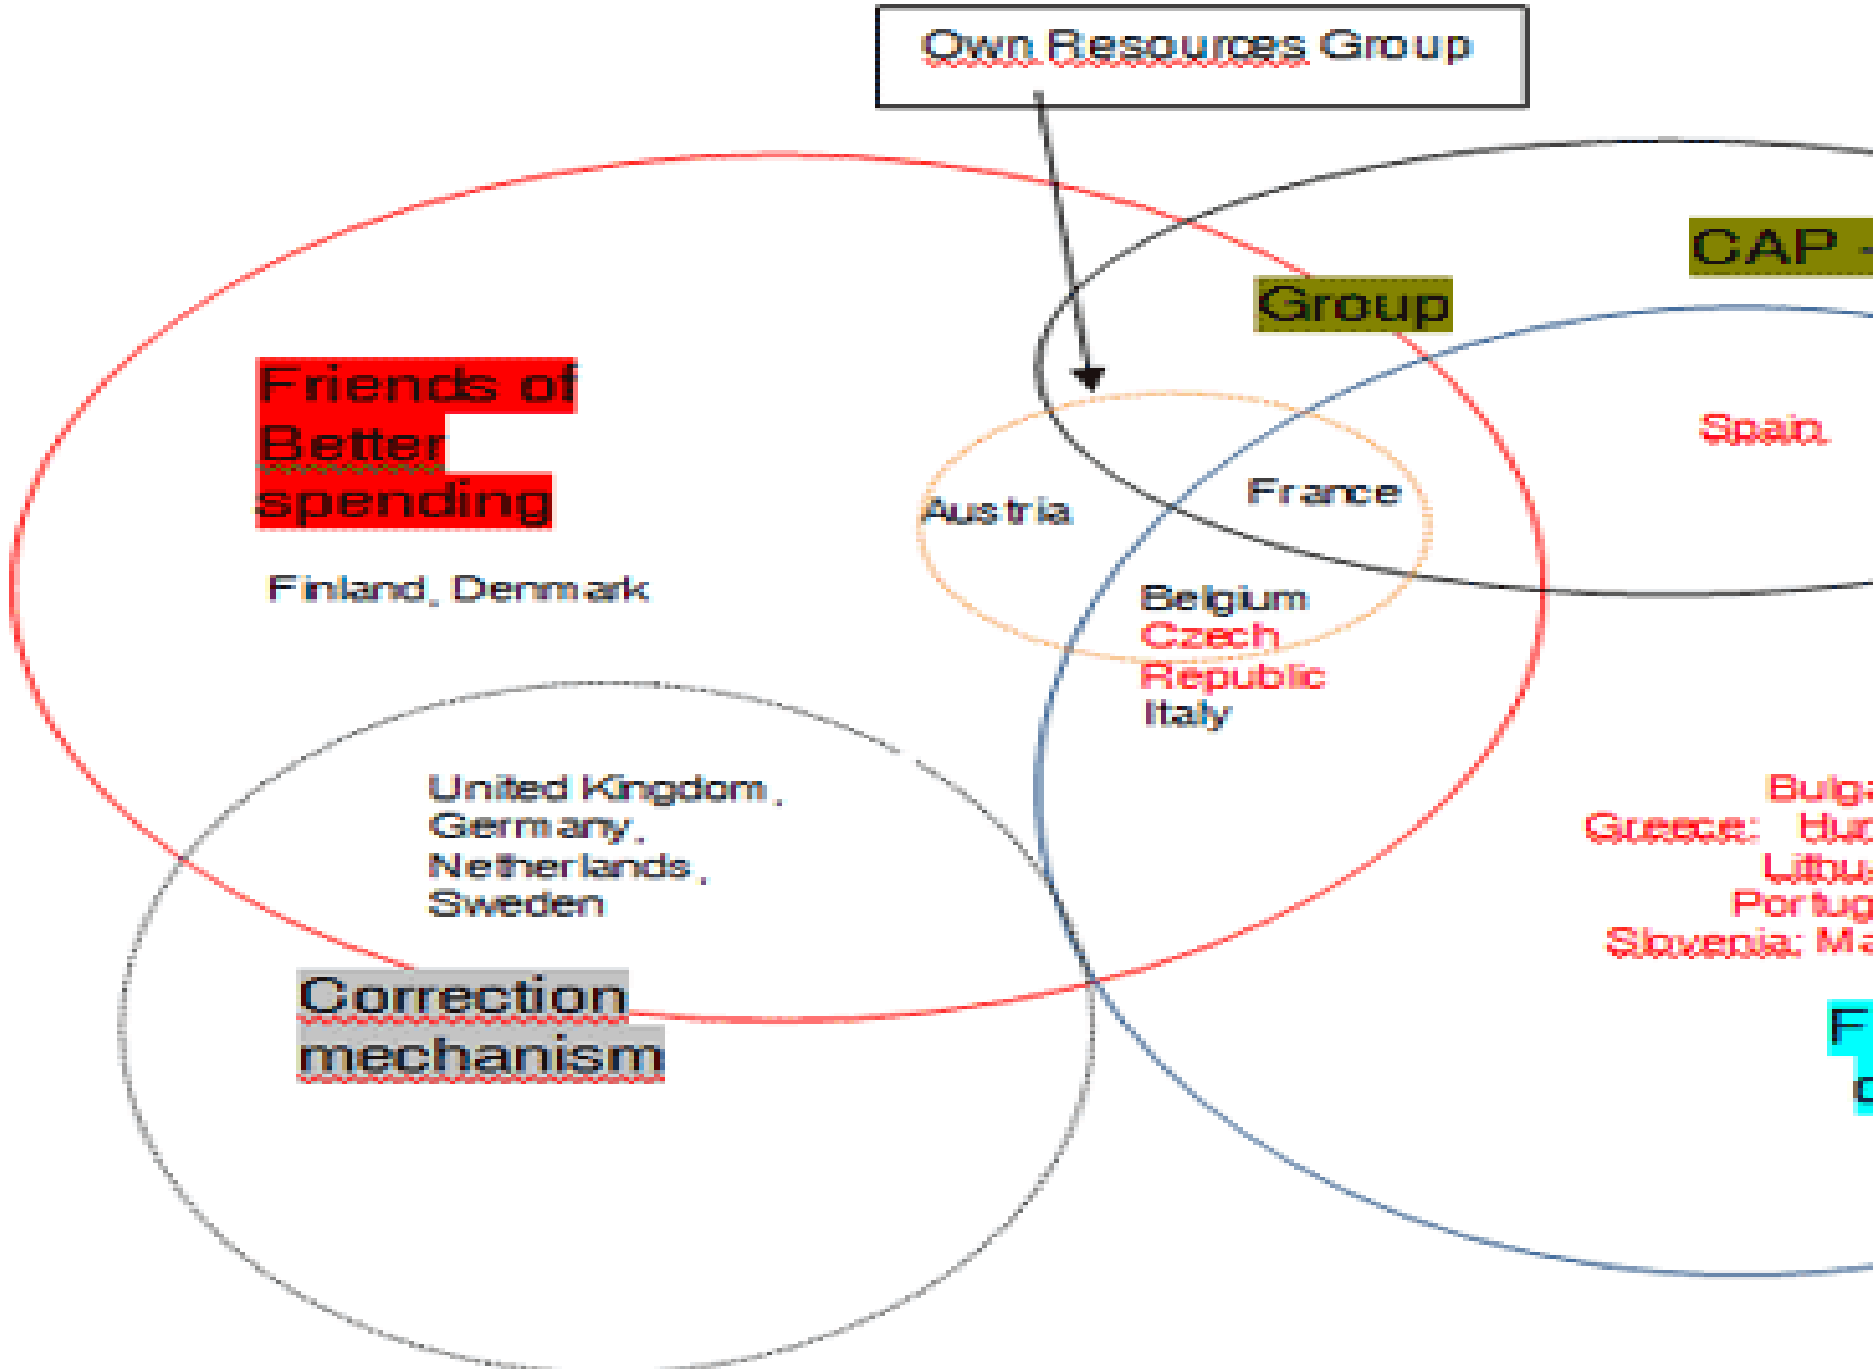 Own Resources Group
CAP -
Group
Friends of
Better
spending
Spain,
France
Austria
Finland, Denmark
Belgium
Czech
Republic
Italy
United Kingdom,
Germany,
Netherlands,
Sweden
Greece:
Slovenia;
Correction
mechanism